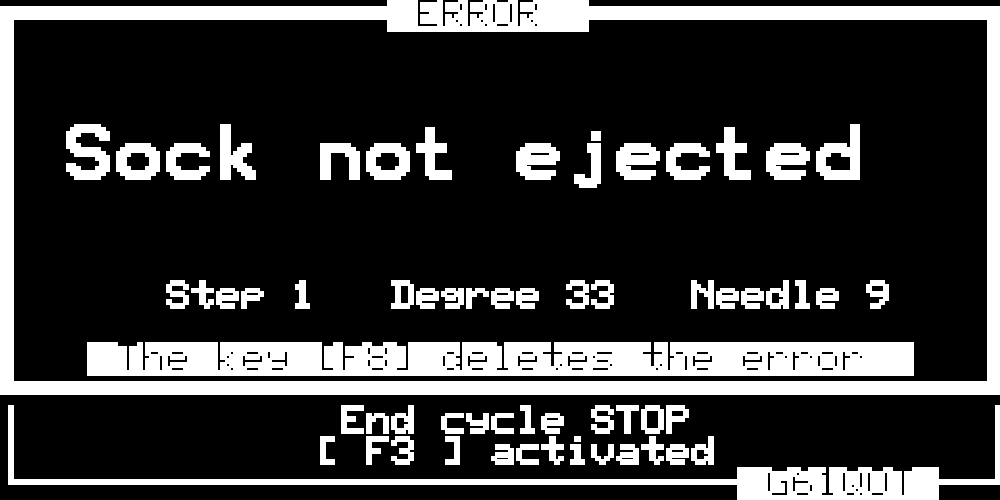 ERROR
Sock not ejected
Step 1 Degree 33 Needle 9
The key [F8] deletes the error
End cycle STOP
[ F3 ] activated